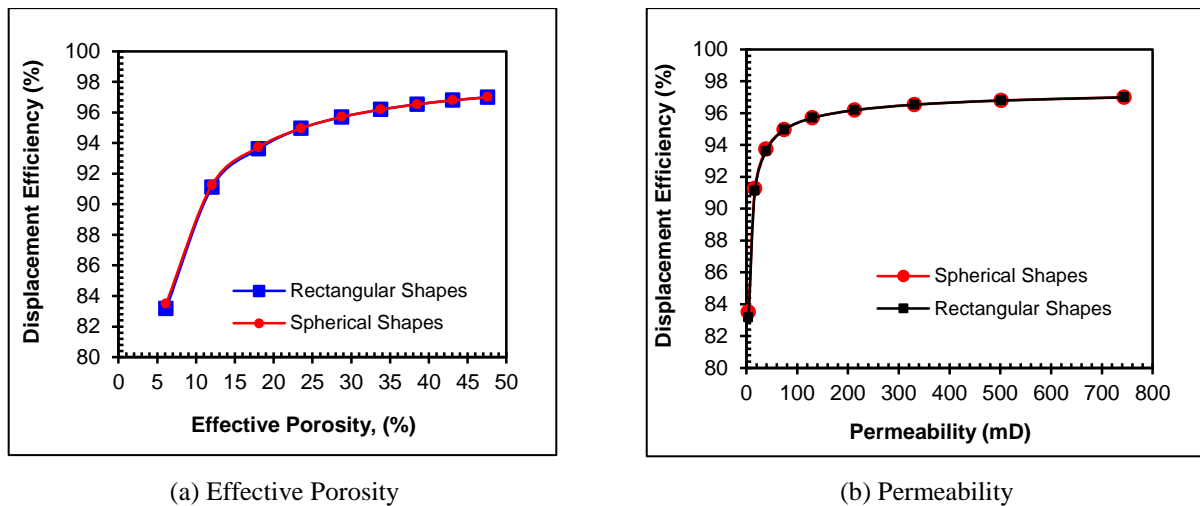 100
98
96
94
92
90
88
86
84
82
80
Displacement Efficiency (%)
Rectangular Shapes
Spherical Shapes
0 5 10 15 20 25 30 35 40 45 50
Effective Porosity, (%)
(a) Effective Porosity
100
98
96
94
92
90
88
86
84
82
80
Displacement Efficiency (%)
Spherical Shapes
Rectangular Shapes
0 100 200 300 400 500 600 700 800
Permeability (mD)
(b) Permeability